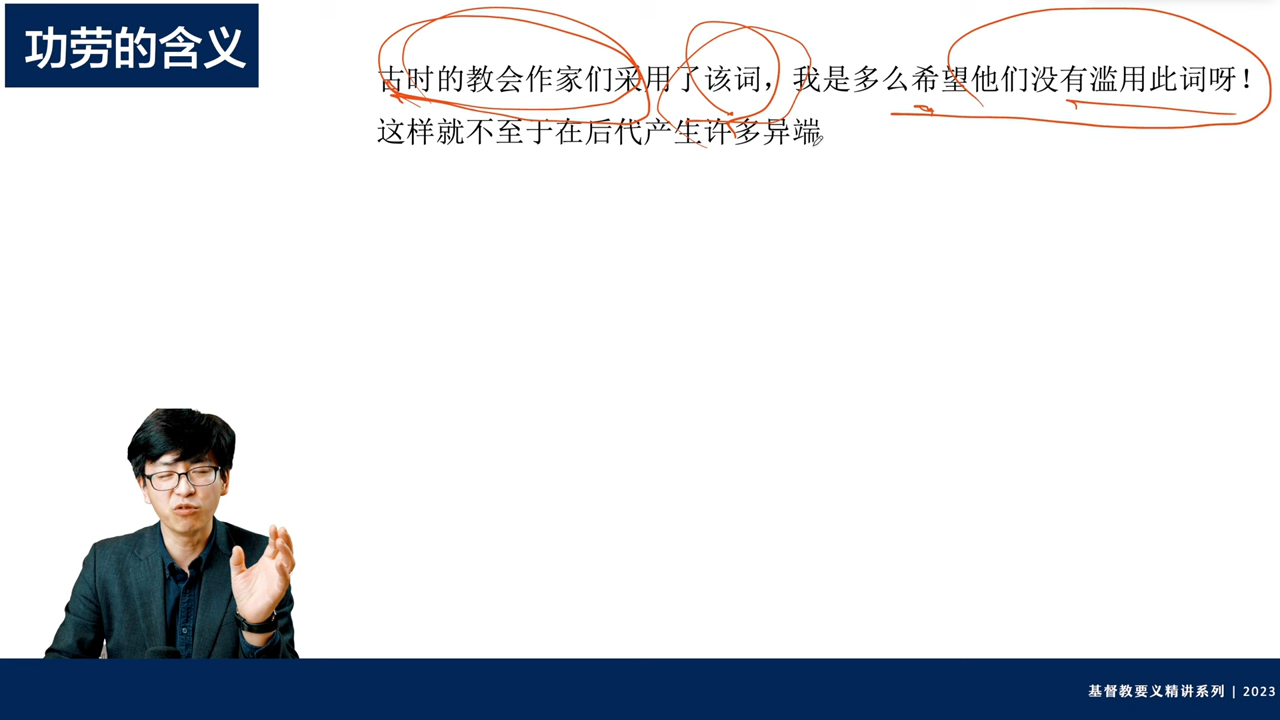 功劳的含义
古时的教会作家们采用了该词，我是多么希望他们没有滥用此词呀！
这样就不至于在后代产生许多异端
基督教要义精讲系列 | 2023